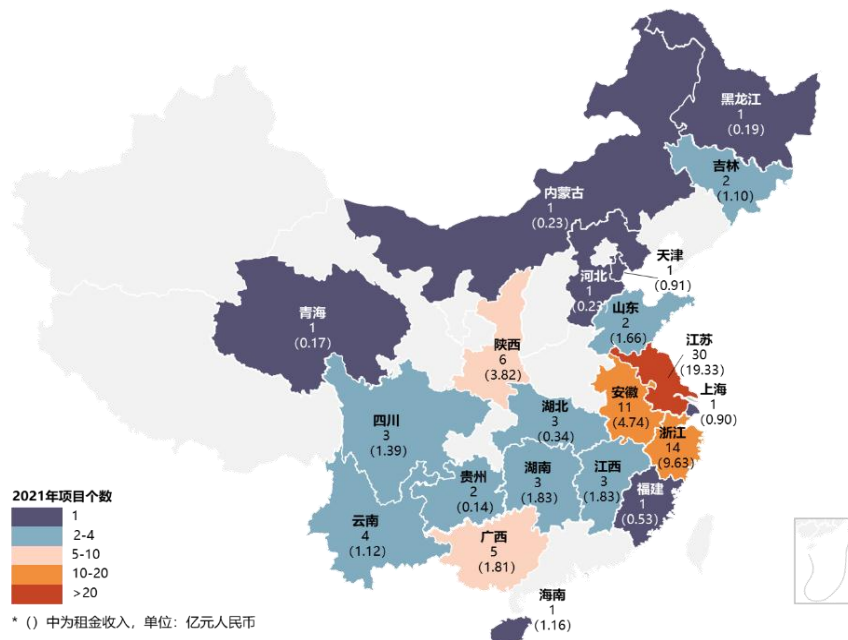 黑龙江
1
(0.19)
吉林
2
(1.10)
内蒙古
1
(0.23)
天津
1
(0.91)
河北
1
(0.23)
青海
1
(0.17)
山东
2
(1.66)
陕西
6
(3.82)
江苏
30
(19.33)
上海
1
(0.90)
安徽
11
(4.74)
湖北
3
(0.34)
四川
3
(1.39)
浙江
14
(9.63)
贵州
2
(0.14)
湖南
3
(1.83)
江西
3
(1.83)
福建
1
(0.53)
云南
4
(1.12)
广西
5
(1.81)
海南
1
(1.16)
2021年项目个数
1
2-4
5-10
10-20
>20
* () 中为租金收入，单位：亿元人民币